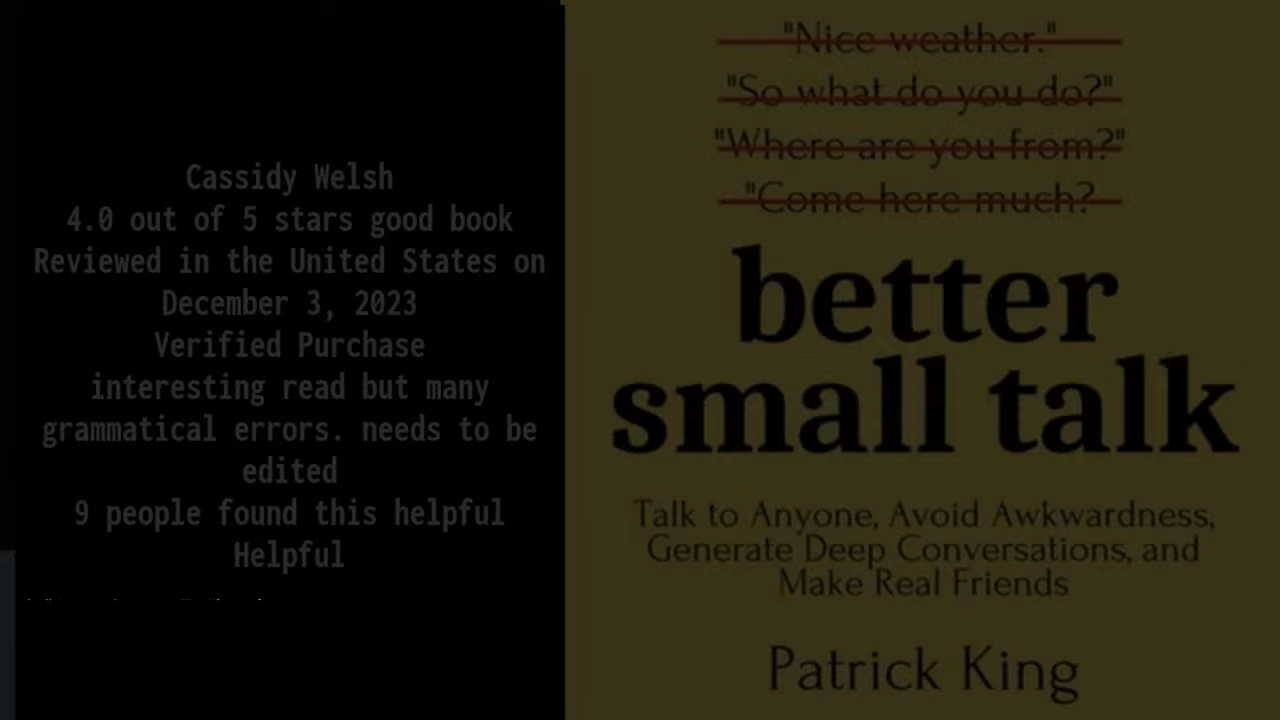 Cassidy Welsh
4.0 out of 5 stars good book
Reviewed in the United States on
December 3, 2023
Verified Purchase
interesting read but many
grammatical errors. needs to be
edited
9 people found this helpful
Helpful
"Nice weather."
"So what do you do?"
"Where are you from?"
"Come here much?
better
small talk
Talk to Anyone, Avoid Awkwardness,
Generate Deep Conversations, and
Make Real Friends
Patrick King